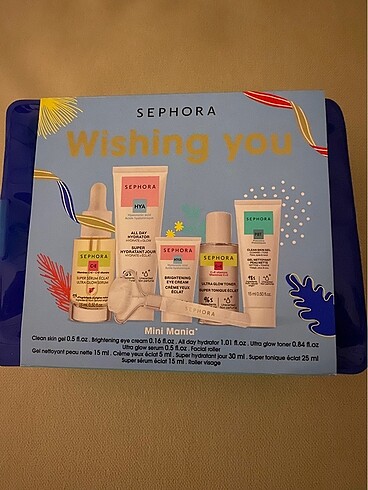 SEPHORA
Wishing you
SEPHORA
HYA
ALL DAY
HYDRATOR
SUPER
HYDRATANT JOUR
SEPHORA
CLEAN SKIN GEL
GEL NETTOYANT
SEPHORA
SUPER SERUM ÉCLAT
ULTRA GLOW SERUM
SEPHORA
HYA
BRIGHTENING
EYE CREAM
CRÈME YEUX
ÉCLAT
SEPHORA
ULTRA GLOW TONER
SUPER TONIQUE ÉCLAT
SEPHORA
Mini Mania*
Clean skin gel 0.5 fl.oz . Brightening eye cream 0.16 fl.oz . All day hydrator 1.01 fl.oz . Ultra glow toner 0.84 fl.oz
Ultra glow serum 0.5 fl.oz . Facial roller
Gel nettoyant peau nette 15 ml . Crème yeux éclat 5 ml . Super hydratant jour 30 ml . Super tonique éclat 25 ml
Super sérum éclat 15 ml . Roller visage